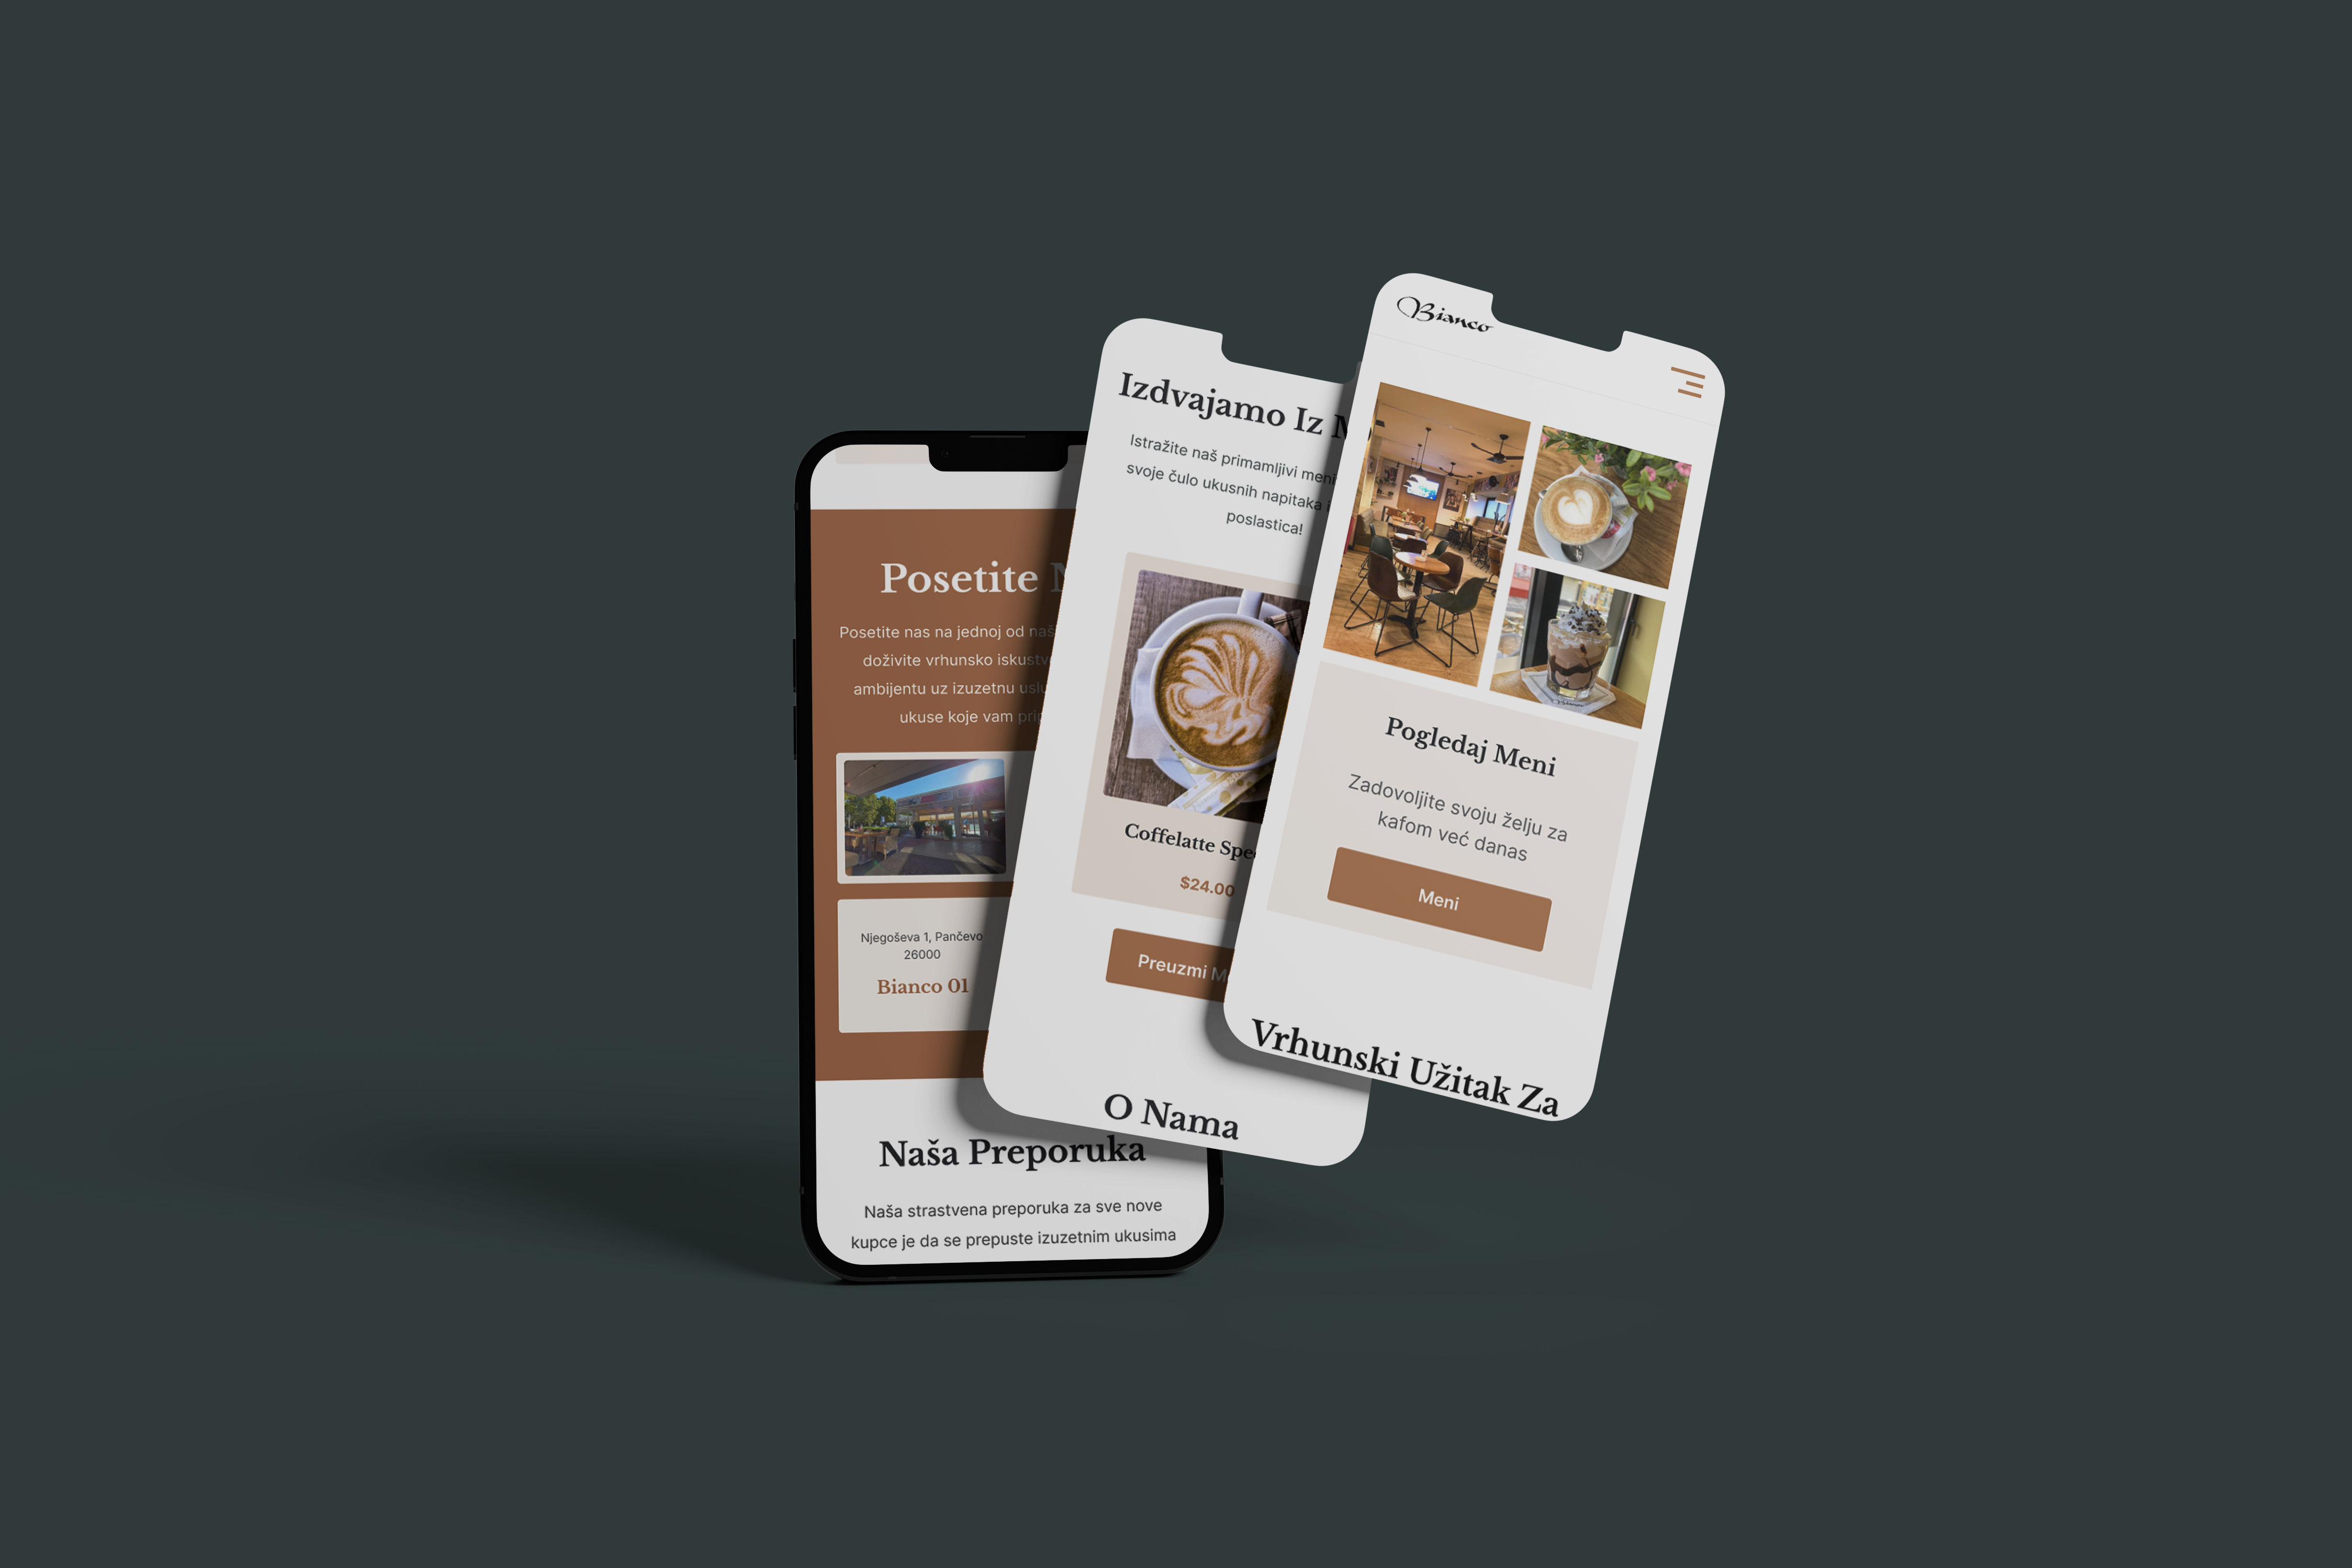 Posetite
Posetite nas na jednoj od naši
doživite vrhunsko iskustv
ambijentu uz izuzetnu uslu
ukuse koje vam prip
Njegoševa 1, Pančevo
26000
Bianco 01
Naša Preporuka
Naša strastvena preporuka za sve nove
kupce je da se prepuste izuzetnim ukusima
Izdvajamo Iz
Istražite naš primamljivi meni
svoje čulo ukusnih napitaka i
poslastica!
Coffelatte Spec
$24.00
Preuzmi M
O Nama
Bianco
Pogledaj Meni
Zadovoljite svoju želju za
kafom već danas
Meni
Vrhunski Užitak Za